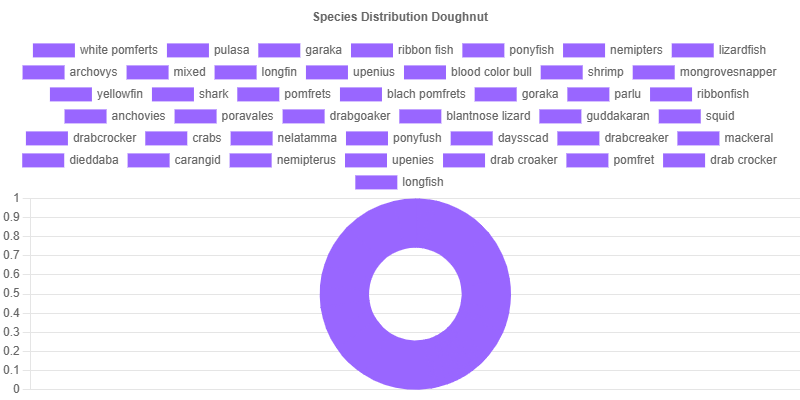 Species Distribution Doughnut
white pomferts pulasa garaka ribbon fish ponyfish nemipters lizardfish
archovys mixed longfin upenius blood color bull shrimp mongrovesnapper
yellowfin shark pomfrets blach pomfrets goraka parlu ribbonfish
anchovies poravales drabgoaker blantnose lizard guddakaran squid
drabcrocker crabs nelatamma ponyfush daysscad drabcreaker mackeral
dieddaba carangid nemipterus upenies drab croaker pomfret drab crocker
longfish
1
0.9
0.8
0.7
0.6
0.5
0.4
0.3
0.2
0.1
0